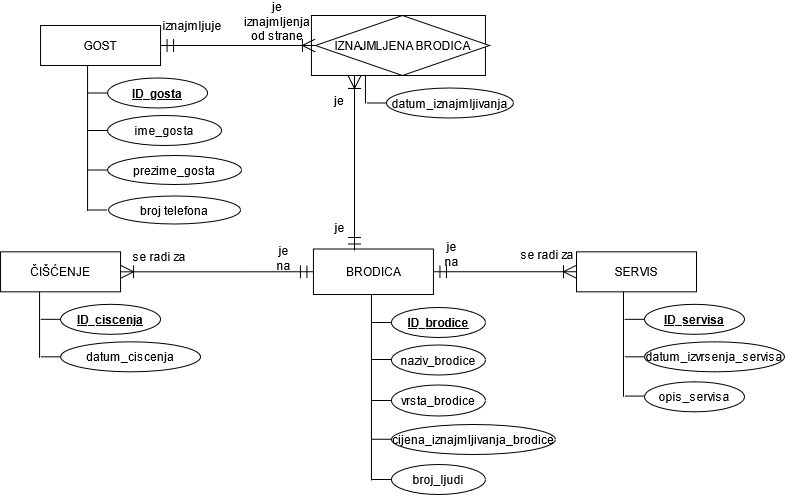 je
iznajmljuje
iznajmljenja
od strane
GOST
IZNAJMLJENA BRODICA
ID_gosta
je
datum_iznajmljivanja
ime_gosta
prezime_gosta
broj telefona
je
se radi za
je
na
je
na
se radi za
ČIŠĆENJE
BRODICA
SERVIS
ID_ciscenja
ID_brodice
ID_servisa
datum_ciscenja
naziv_brodice
datum_izvrsenja_servisa
vrsta_brodice
opis_servisa
cijena_iznajmljivanja_brodice
broj_ljudi